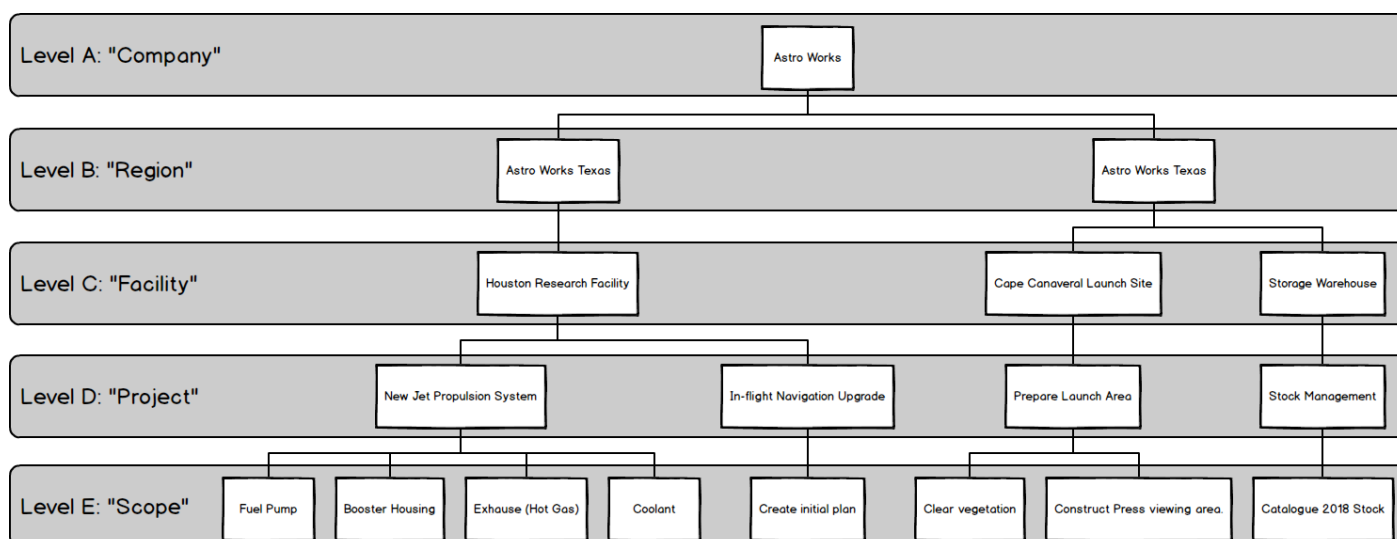 Level A: "Company"
Astro Works
Level B: "Region"
Astro Works Texas
Astro Works Texas
Level C: "Facility"
Houston Research Facility
Cape Canaveral Launch Site
Storage Warehouse
Level D: "Project"
New Jet Propulsion System
In-flight Navigation Upgrade
Prepare Launch Area
Stock Management
Level E: "Scope"
Fuel Pump
Booster Housing
Exhause (Hot Gas)
Coolant
Create initial plan
Clear vegetation
Construct Press viewing area.
Catalogue 2018 Stock